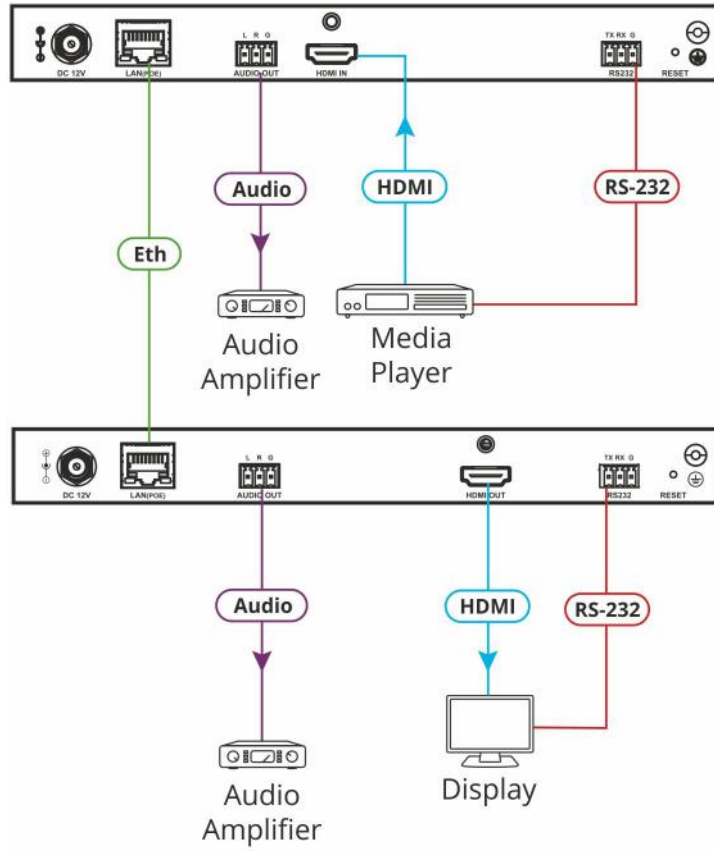 L R G
TX RX G
DC 12V
LAN(POE)
AUDIO OUT
HDMI IN
RS232
RESET
Audio
HDMI
RS-232
Eth
Audio
Amplifier
Media
Player
L R G
TX RX G
DC 12V
LAN(POE)
AUDIO OUT
HDMI OUT
RS232
RESET
Audio
HDMI
RS-232
Audio
Amplifier
Display